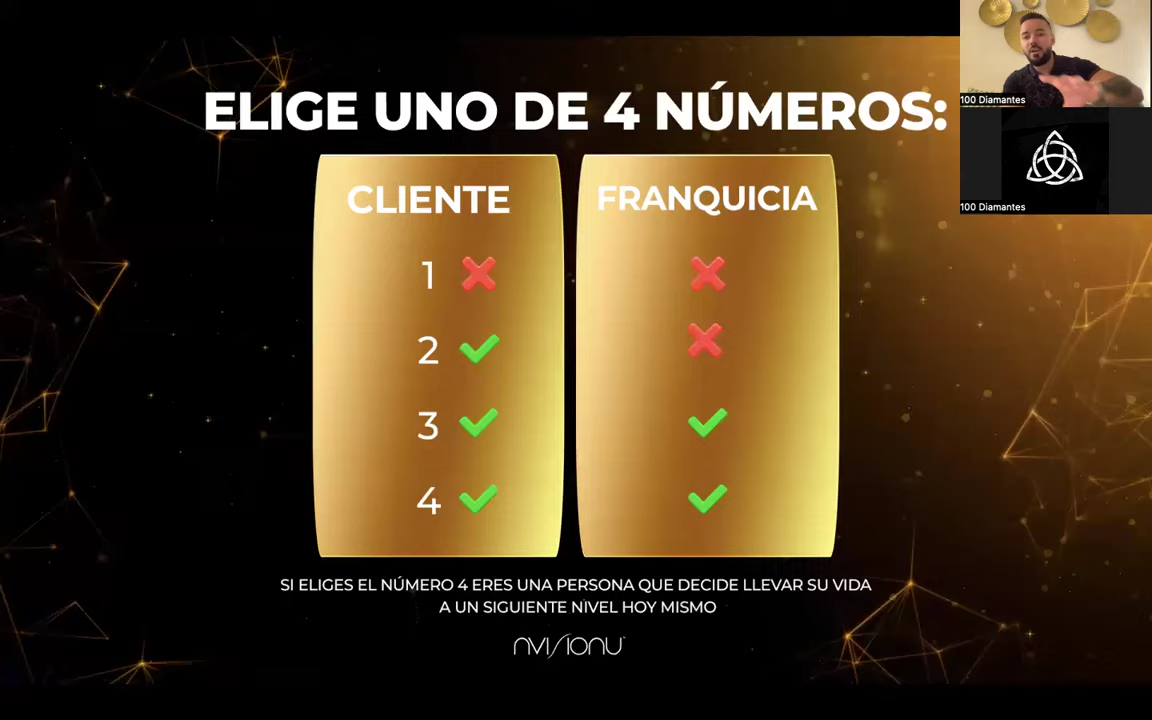 ELIGE UNO DE 4 NÚMEROS:
CLIENTE
FRANQUICIA
1
2
3
4
SI ELIGES EL NÚMERO 4 ERES UNA PERSONA QUE DECIDE LLEVAR SU VIDA
A UN SIGUIENTE NIVEL HOY MISMO
nvisionu
100 Diamantes
100 Diamantes